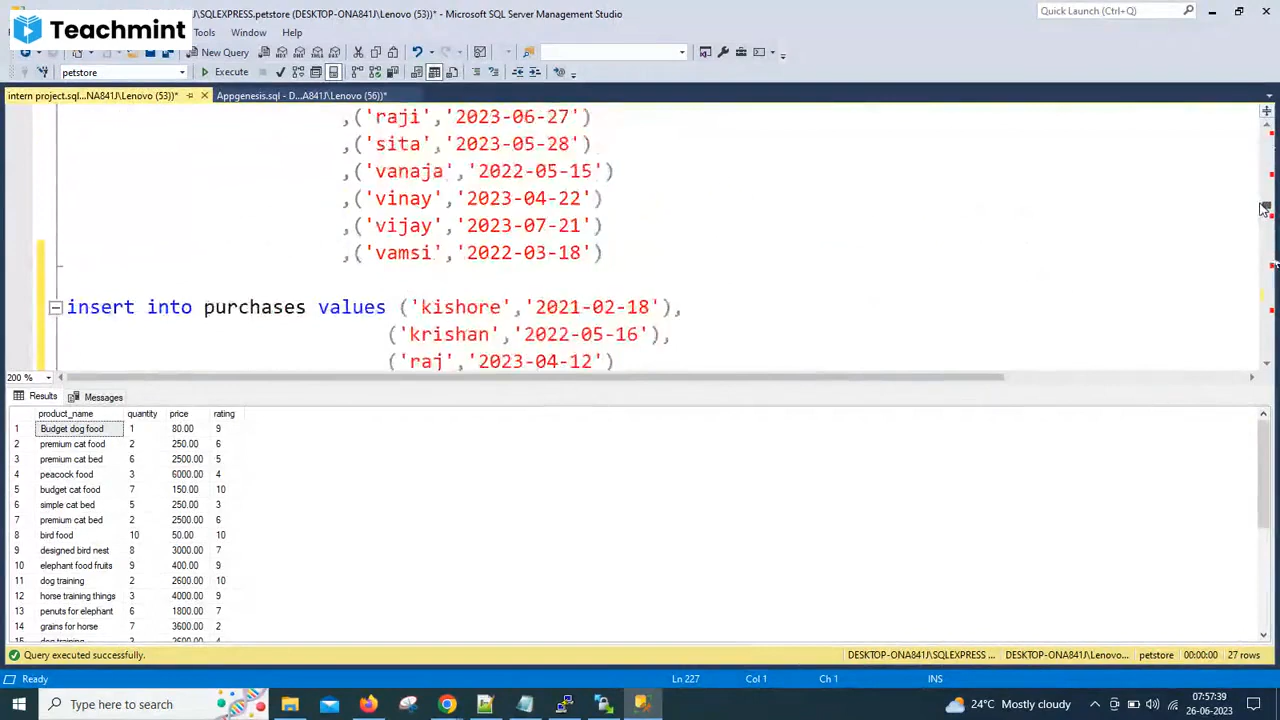 \SQLEXPRESS.petstore (DESKTOP-ONA841J\Lenovo (53))* - Microsoft SQL Server Management Studio
Quick Launch (Ctrl+Q)
Teachmint
Tools Window Help
New Query
petstore Execute
intern project.sql...NA841J\Lenovo (53))* Appgenesis.sql - D...A841J\Lenovo (56))*
,('raji','2023-06-27')
,('sita','2023-05-28')
,('vanaja','2022-05-15')
,('vinay','2023-04-22')
,('vijay','2023-07-21')
,('vamsi','2022-03-18')
insert into purchases values ('kishore','2021-02-18'),
('krishan','2022-05-16'),
('raj','2023-04-12')
200 %
Results Messages
product_name quantity price rating
1 Budget dog food 1 80.00 9
2 premium cat food 2 250.00 6
3 premium cat bed 6 2500.00 5
4 peacock food 3 6000.00 4
5 budget cat food 7 150.00 10
6 simple cat bed 5 250.00 3
7 premium cat bed 2 2500.00 6
8 bird food 10 50.00 10
9 designed bird nest 8 3000.00 7
10 elephant food fruits 9 400.00 9
11 dog training 2 2600.00 10
12 horse training things 3 4000.00 9
13 penuts for elephant 6 1800.00 7
14 grains for horse 7 3600.00 2
15 dog training 3 2600.00 4
Query executed successfully. DESKTOP-ONA841J\SQLEXPRESS ... DESKTOP-ONA841J\Lenovo... petstore 00:00:00 27 rows
Ready Ln 227 Col 1 Ch 1 INS
Type here to search 24°C Mostly cloudy 07:57:39
26-06-2023